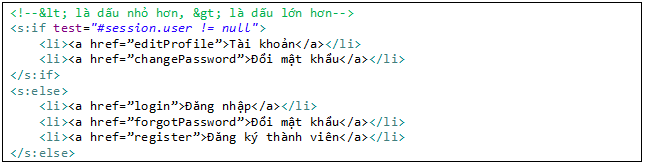 <!--&lt; là dấu nhỏ hơn, &gt; là dấu lớn hơn-->
<s:if test="#session.user != null">
<li><a href=”editProfile”>Tài khoản</a></li>
<li><a href=”changePassword”>Đổi mật khẩu</a></li>
</s:if>
<s:else>
<li><a href=”login”>Đăng nhập</a></li>
<li><a href=”forgotPassword”>Đổi mật khẩu</a></li>
<li><a href=”register”>Đăng ký thành viên</a></li>
</s:else>